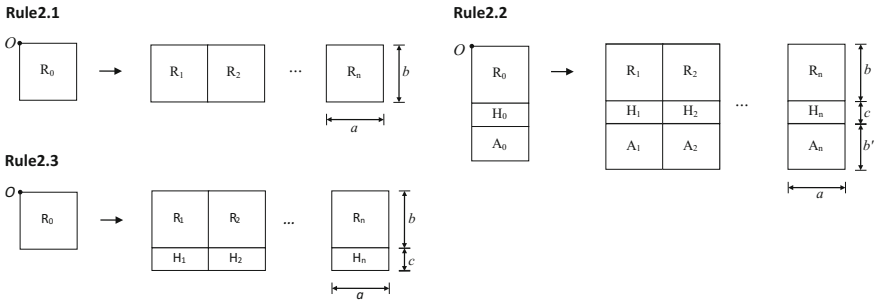 Rule2.1
O
R₀
R₁ R₂ ... Rₙ
b
a
Rule2.2
O
R₀
H₀
A₀
R₁ R₂ Rₙ
H₁ H₂ ... Hₙ
A₁ A₂ Aₙ
b
c
b'
a
Rule2.3
O
R₀
R₁ R₂ ... Rₙ
H₁ H₂ Hₙ
b
c
a